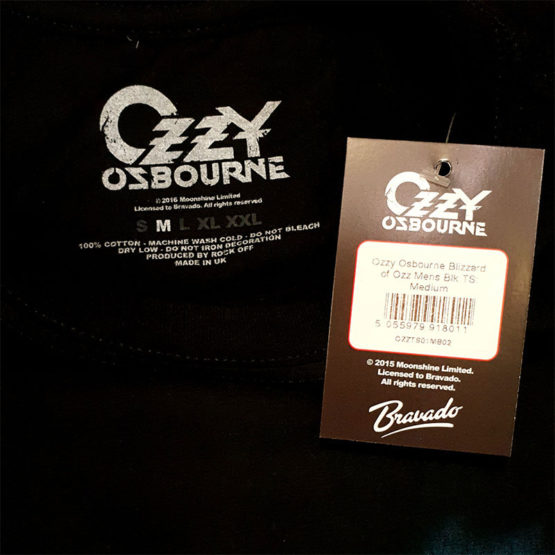 OZZY
OSBOURNE
© 2016 Moonshine Limited
Licensed to Bravado. All rights reserved
S M L XL XXL
100% COTTON - MACHINE WASH COLD - DO NOT BLEACH
DRY LOW - DO NOT IRON DECORATION
PRODUCED BY ROCK OFF
MADE IN UK
OZZY
OSBOURNE
Ozzy Osbourne Blizzard
of Ozz Mens Blk TS:
Medium
5 055979 918011
OZZTS01MB02
© 2015 Moonshine Limited.
Licensed to Bravado.
All rights reserved.
Bravado